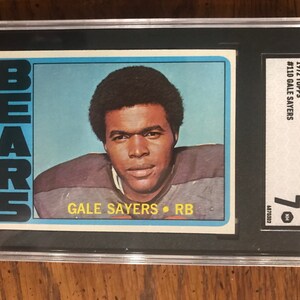 BEARS
GALE SAYERS • RB
1972 TOPPS
#110 GALE SAYERS
7